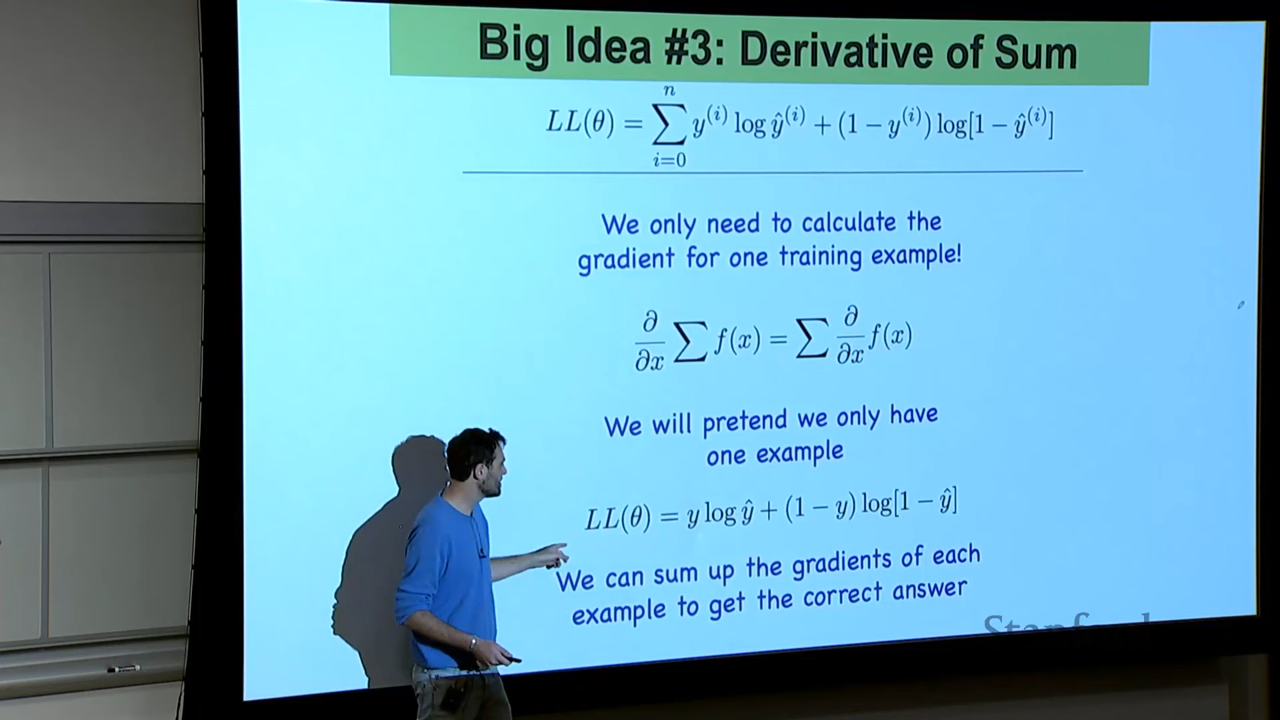 Big Idea #3: Derivative of Sum
LL(θ) = ∑_{i=0}^{n} y^{(i)} log ŷ^{(i)} + (1 − y^{(i)}) log[1 − ŷ^{(i)}]
We only need to calculate the
gradient for one training example!
∂/∂x ∑ f(x) = ∑ ∂/∂x f(x)
We will pretend we only have
one example
LL(θ) = y log ŷ + (1 − y) log[1 − ŷ]
We can sum up the gradients of each
example to get the correct answer